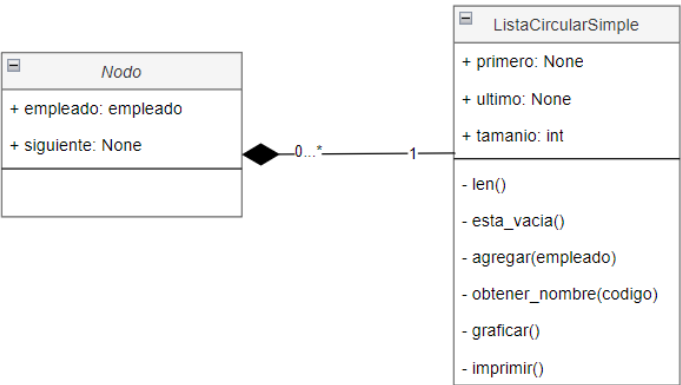 Nodo
+ empleado: empleado
+ siguiente: None
0...*
1
ListaCircularSimple
+ primero: None
+ ultimo: None
+ tamanio: int
- len()
- esta_vacia()
- agregar(empleado)
- obtener_nombre(codigo)
- graficar()
- imprimir()